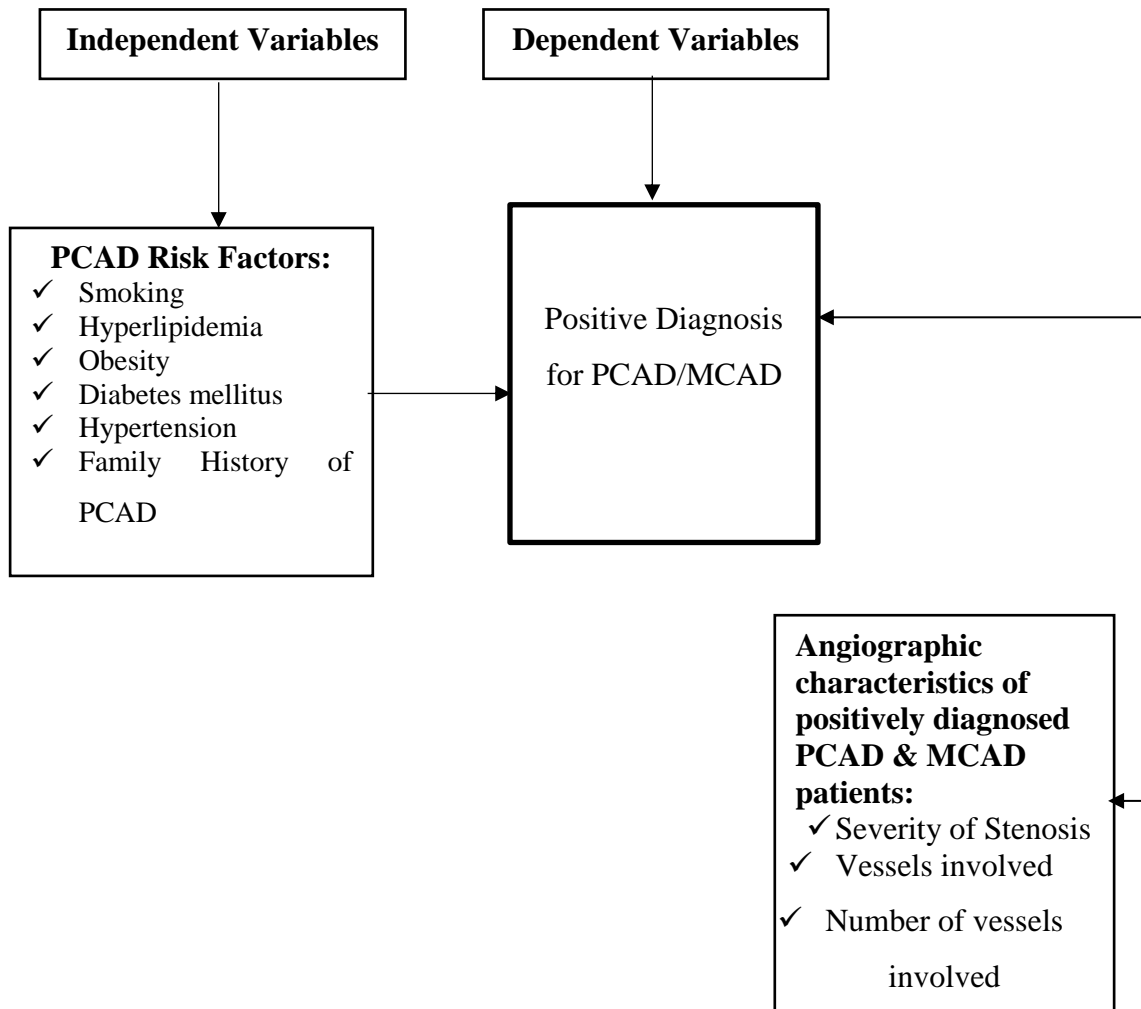 Independent Variables
Dependent Variables
PCAD Risk Factors:
✓ Smoking
✓ Hyperlipidemia
✓ Obesity
✓ Diabetes mellitus
✓ Hypertension
✓ Family History of
PCAD
Positive Diagnosis
for PCAD/MCAD
Angiographic
characteristics of
positively diagnosed
PCAD & MCAD
patients:
✓ Severity of Stenosis
✓ Vessels involved
✓ Number of vessels
involved